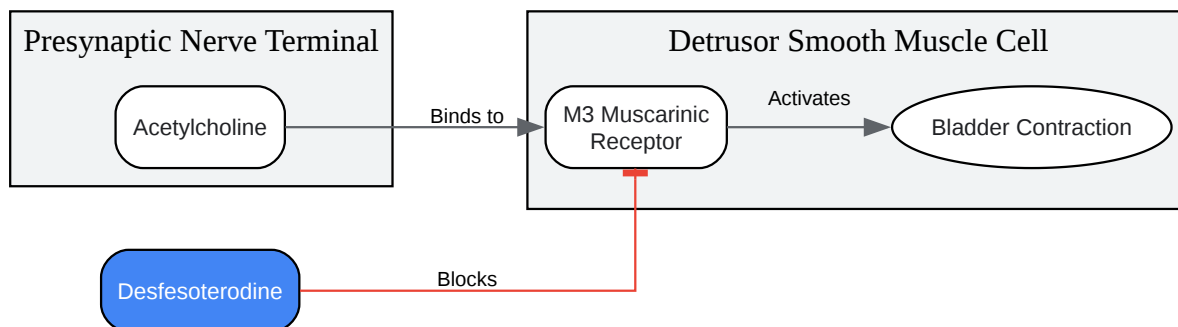 Presynaptic Nerve Terminal
Detrusor Smooth Muscle Cell
Acetylcholine
Binds to
M3 Muscarinic
Receptor
Activates
Bladder Contraction
Desfesoterodine
Blocks